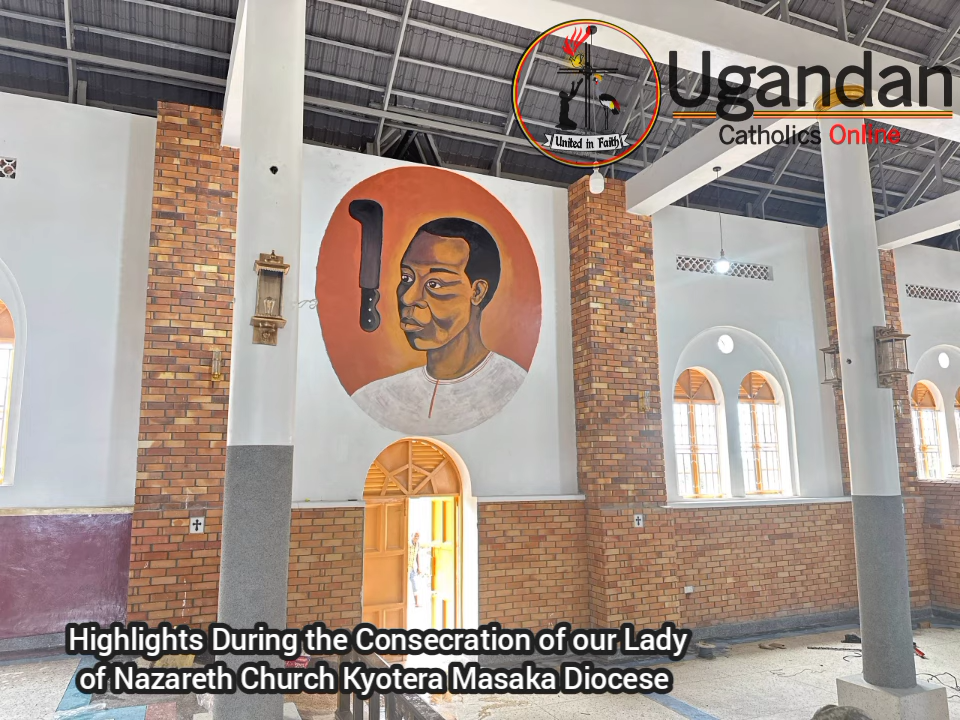 United in Faith
Ugandan
Catholics Online
Highlights During the Consecration of our Lady
of Nazareth Church Kyotera Masaka Diocese